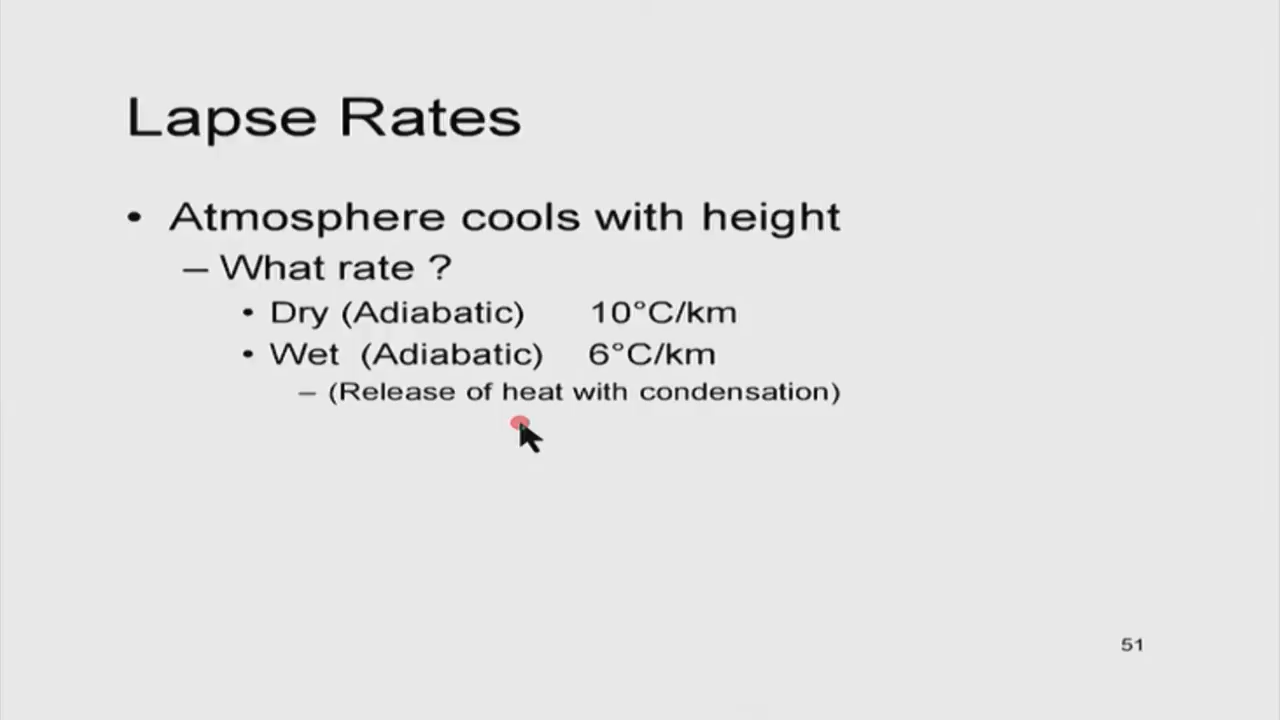 Lapse Rates
• Atmosphere cools with height
– What rate ?
• Dry (Adiabatic) 10°C/km
• Wet (Adiabatic) 6°C/km
– (Release of heat with condensation)
51